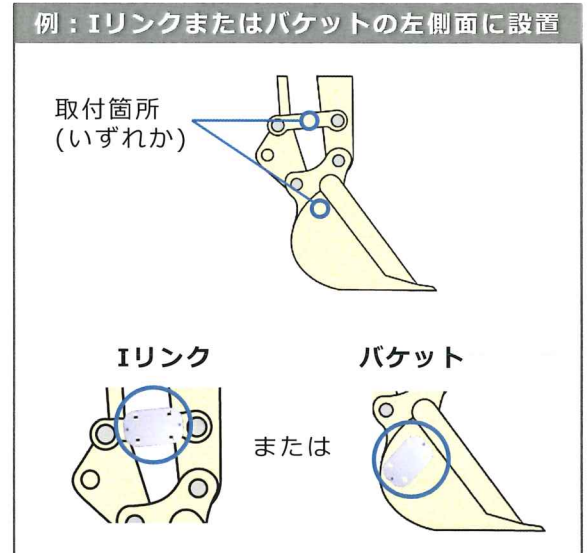 例：Iリンクまたはバケットの左側面に設置
取付箇所
(いずれか)
Iリンク
バケット
または